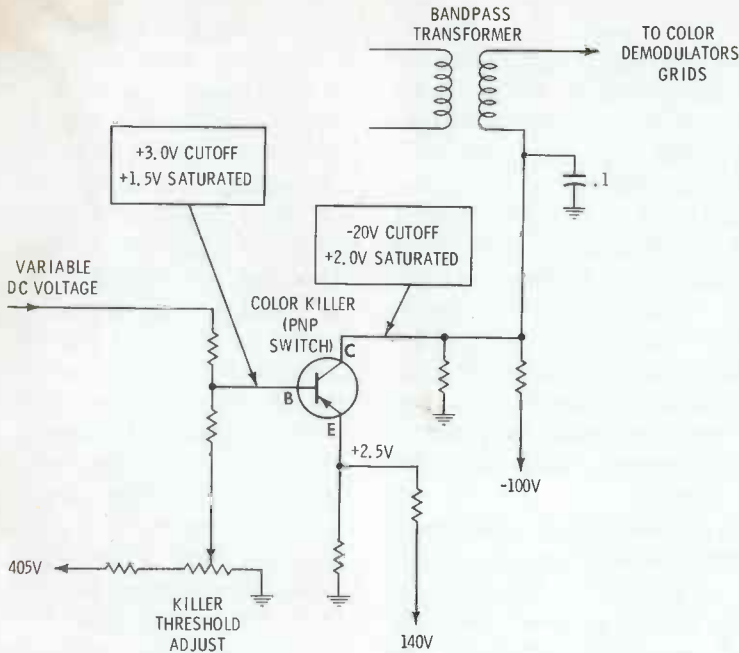 BANDPASS
TRANSFORMER
TO COLOR
DEMODULATORS
GRIDS
+3.0V CUTOFF
+1.5V SATURATED
.1
-20V CUTOFF
+2.0V SATURATED
VARIABLE
DC VOLTAGE
COLOR KILLER
(PNP
SWITCH)
C
B
E
+2.5V
-100V
405V
KILLER
THRESHOLD
ADJUST
140V